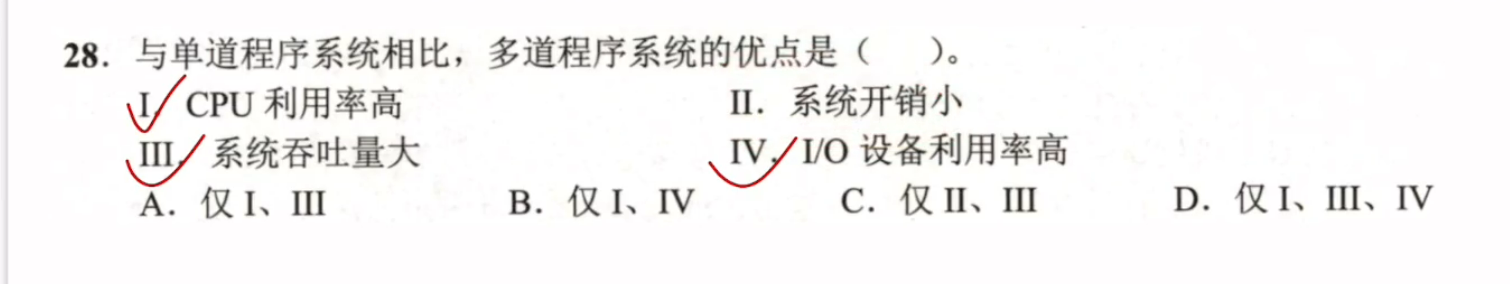 28. 与单道程序系统相比，多道程序系统的优点是（ ）。
I. CPU 利用率高 II. 系统开销小
III. 系统吞吐量大 IV. I/O 设备利用率高
A. 仅 I、III B. 仅 I、IV C. 仅 II、III D. 仅 I、III、IV